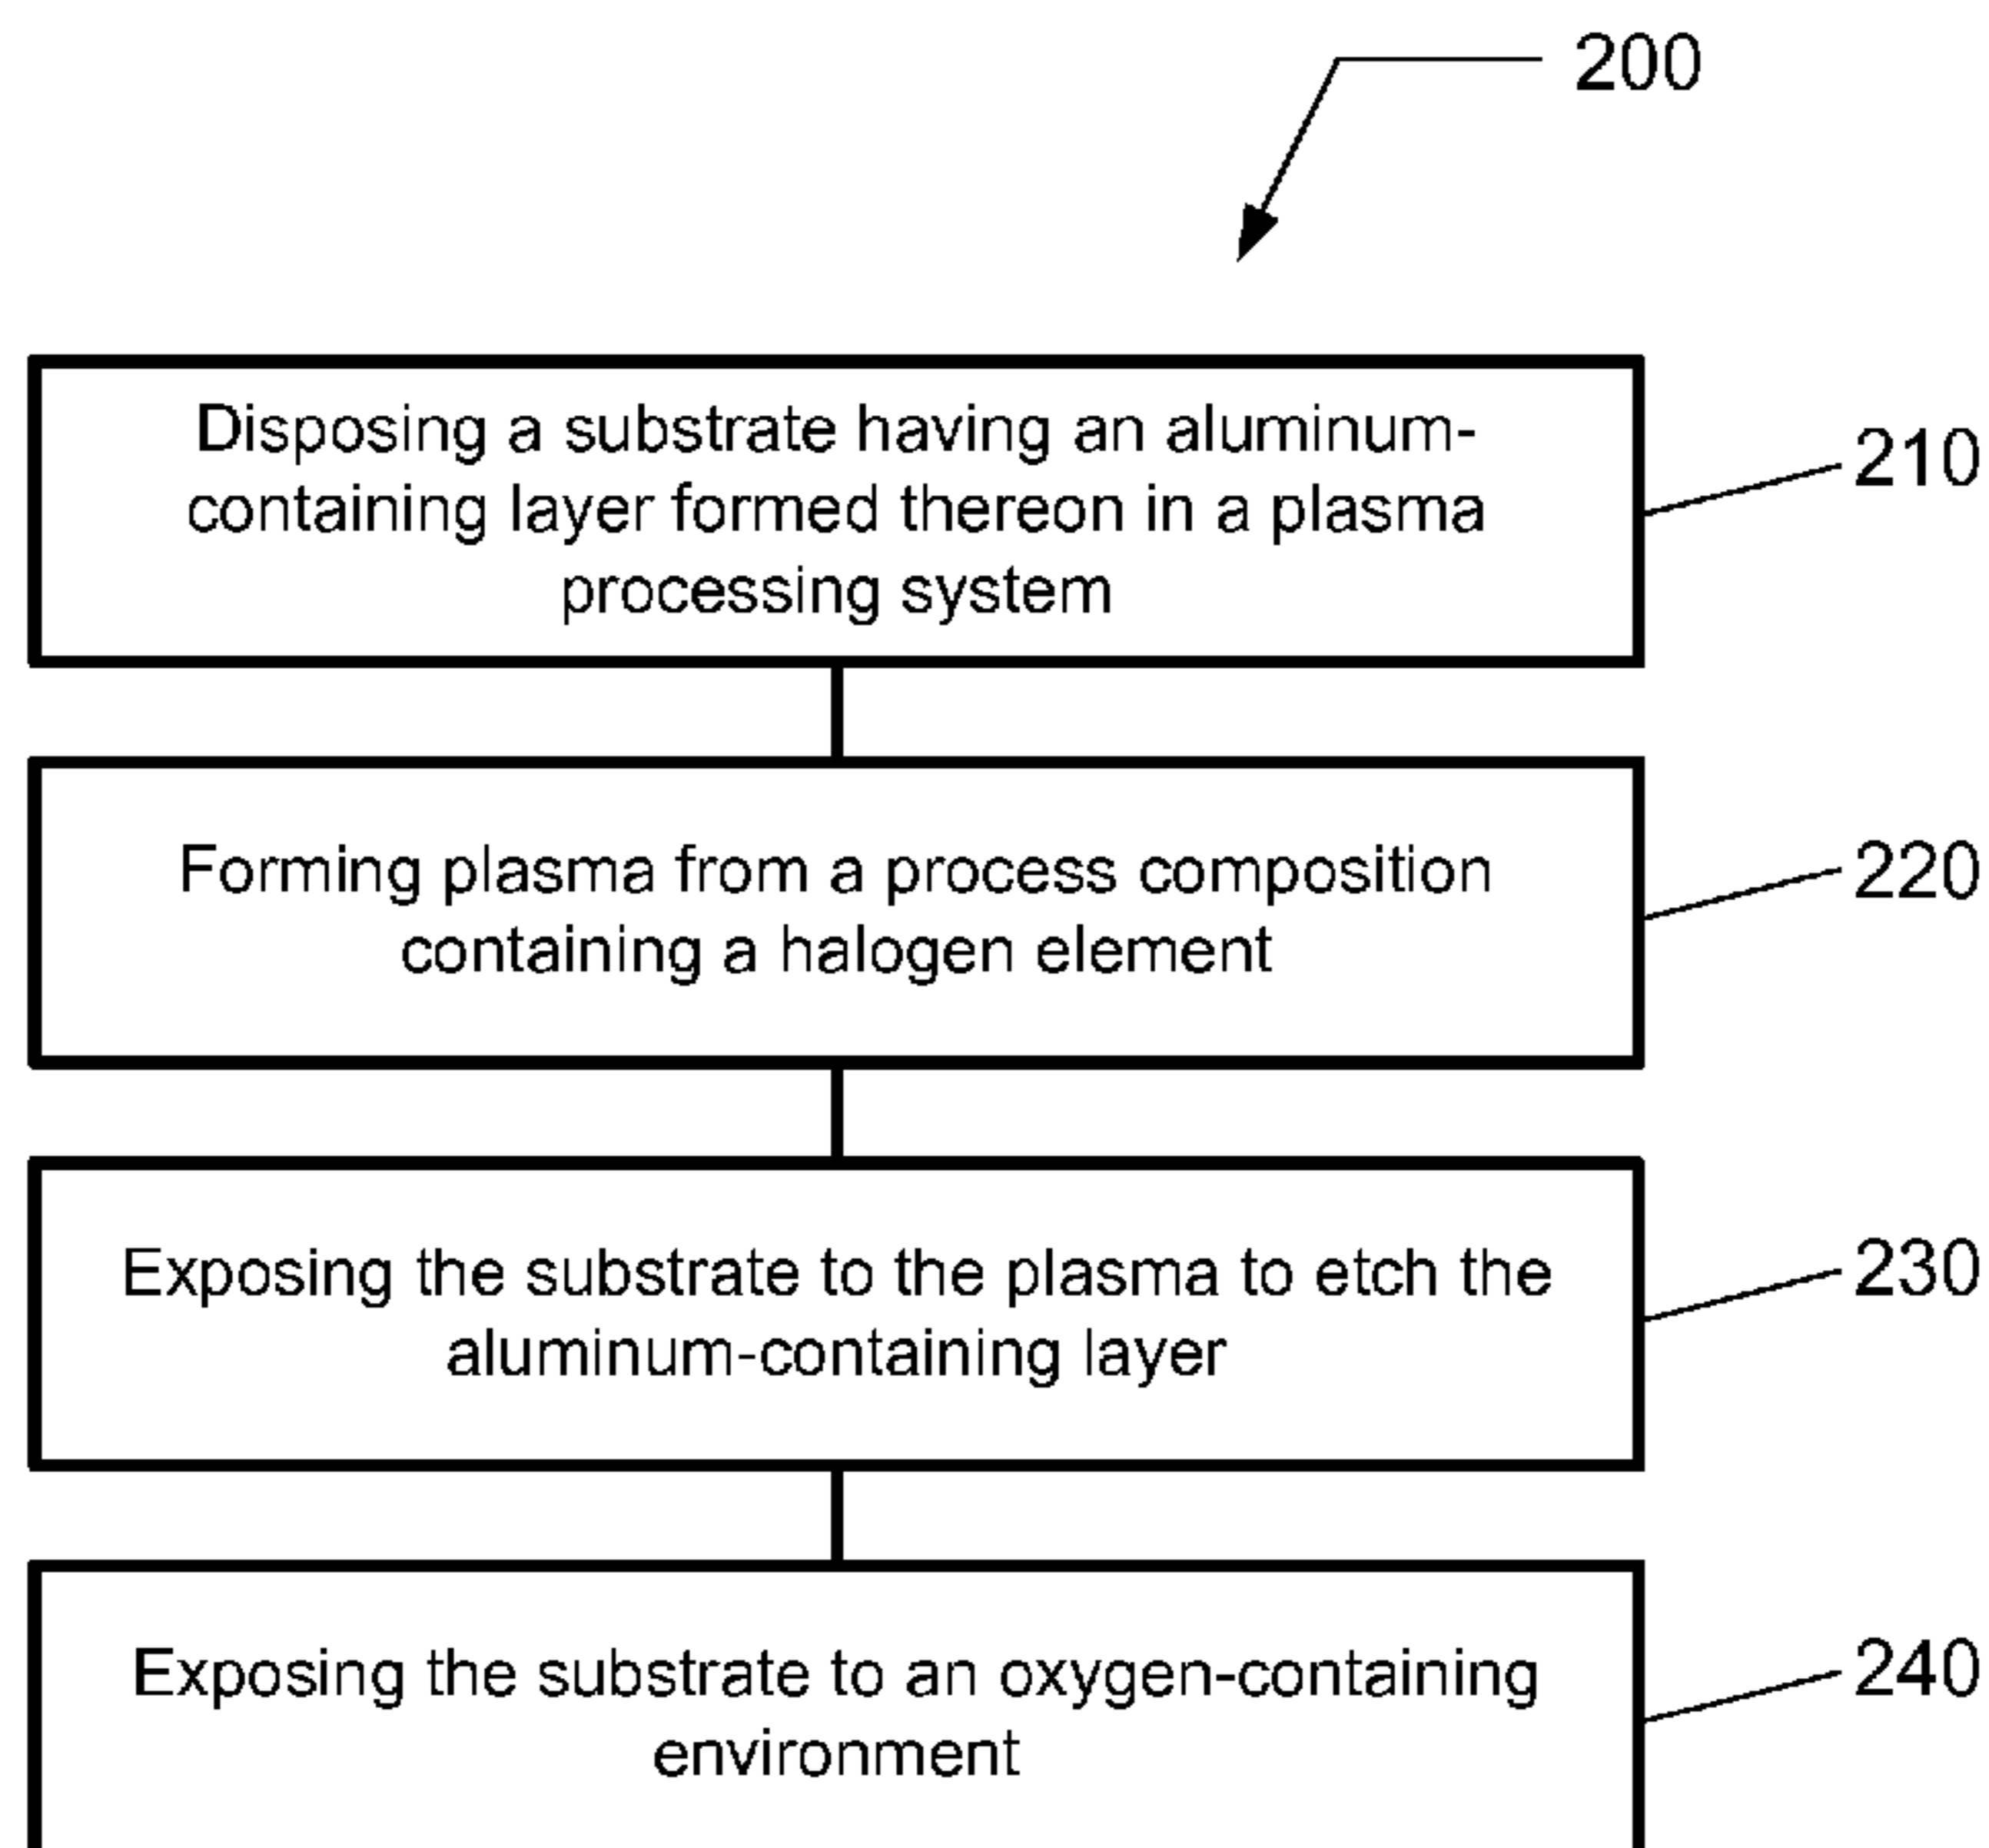 200
Disposing a substrate having an aluminum-
containing layer formed thereon in a plasma
processing system
210
Forming plasma from a process composition
containing a halogen element
220
Exposing the substrate to the plasma to etch the
aluminum-containing layer
230
Exposing the substrate to an oxygen-containing
environment
240